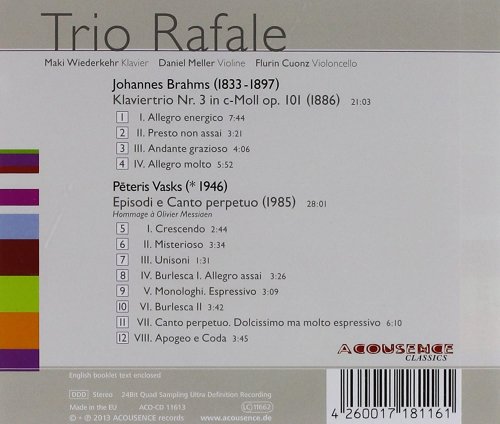 Trio Rafale
Maki Wiederkehr Klavier Daniel Meller Violine Flurin Cuonz Violoncello
Johannes Brahms (1833-1897)
Klaviertrio Nr. 3 in c-Moll op. 101 (1886) 21:03
1 I. Allegro energico 7:44
2 II. Presto non assai 3:21
3 III. Andante grazioso 4:06
4 IV. Allegro molto 5:52
Pēteris Vasks (* 1946)
Episodi e Canto perpetuo (1985) 28:01
Hommage à Olivier Messiaen
5 I. Crescendo 2:44
6 II. Misterioso 3:34
7 III. Unisoni 1:31
8 IV. Burlesca I. Allegro assai 3:26
9 V. Monologhi. Espressivo 3:09
10 VI. Burlesca II 3:42
11 VII. Canto perpetuo. Dolcissimo ma molto espressivo 6:10
12 VIII. Apogeo e Coda 3:45
ACOUSENCE
CLASSICS
English booklet text enclosed
DDD Stereo 24Bit Quad Sampling Ultra Definition Recording
Made in the EU ACO-CD 11613 LC 11662
© + ℗ 2013 ACOUSENCE records www.acousence.de
4 260017 181161